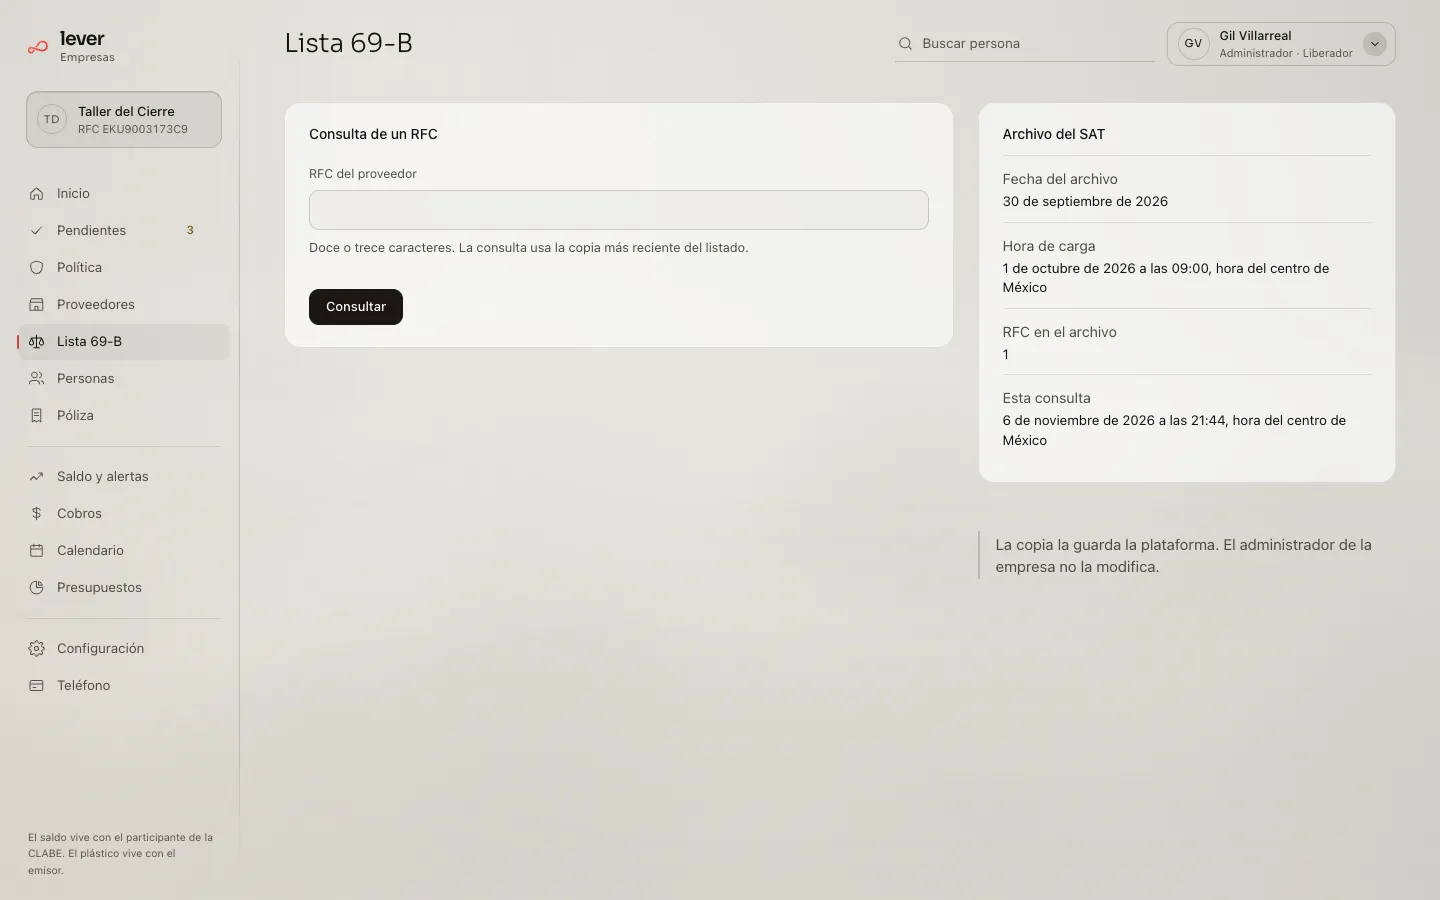 lever
Empresas
TD
Taller del Cierre
RFC EKU9003173C9
Inicio
Pendientes
3
Política
Proveedores
Lista 69-B
Personas
Póliza
Saldo y alertas
Cobros
Calendario
Presupuestos
Configuración
Teléfono
El saldo vive con el participante de la
CLABE. El plástico vive con el
emisor.
Lista 69-B
Buscar persona
GV
Gil Villarreal
Administrador · Liberador
Consulta de un RFC
RFC del proveedor
Doce o trece caracteres. La consulta usa la copia más reciente del listado.
Consultar
Archivo del SAT
Fecha del archivo
30 de septiembre de 2026
Hora de carga
1 de octubre de 2026 a las 09:00, hora del centro de
México
RFC en el archivo
1
Esta consulta
6 de noviembre de 2026 a las 21:44, hora del centro de
México
La copia la guarda la plataforma. El administrador de la
empresa no la modifica.